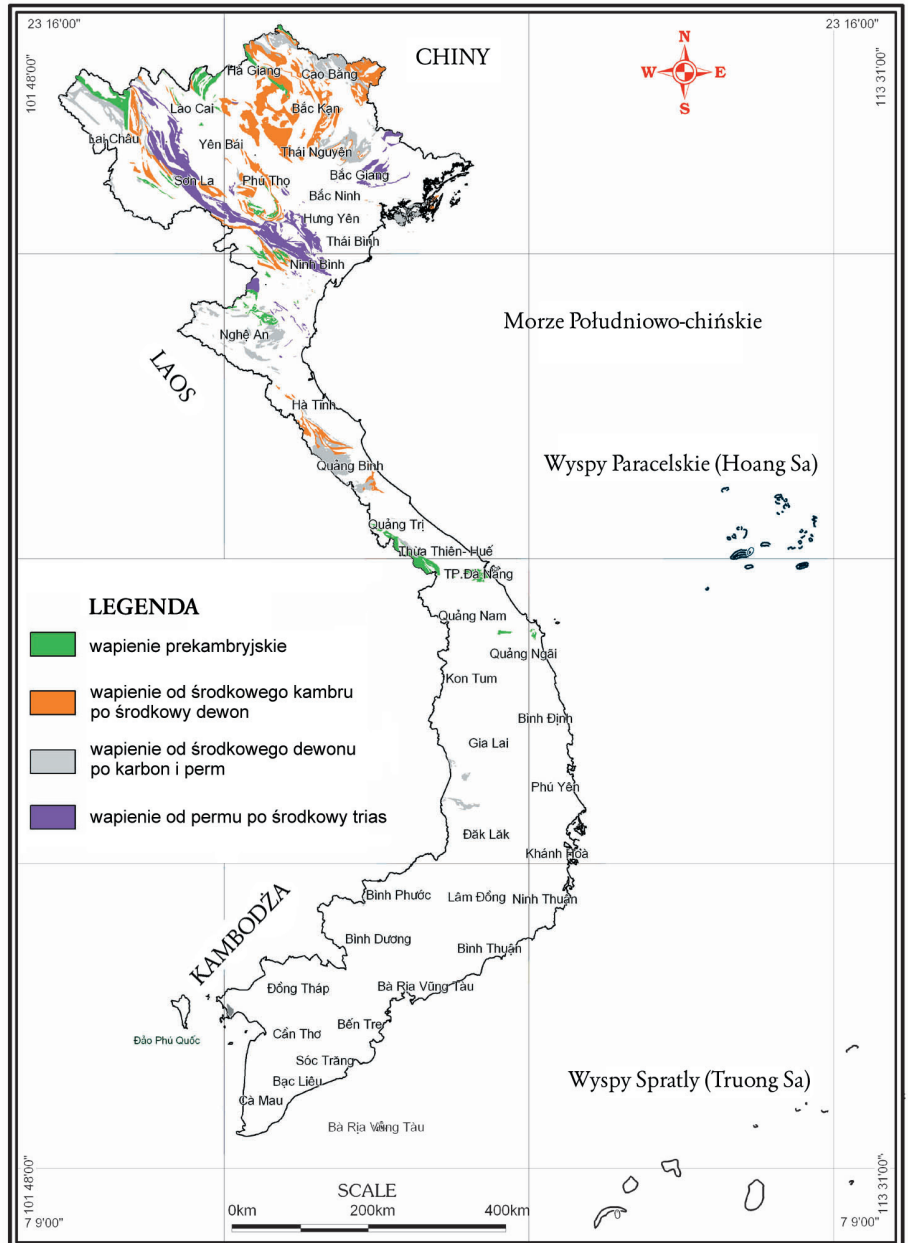 23 16'00"
23 16'00"
101 48'00"
113 31'00"
CHINY
N
W
E
S
Hà Giang
Cao Bằng
Lào Cai
Bắc Kạn
Lai Châu
Yên Bái
Thái Nguyên
Sơn La
Phú Thọ
Bắc Giang
Bắc Ninh
Hưng Yên
Thái Bình
Ninh Bình
Nghệ An
LAOS
Morze Południowo-chińskie
Hà Tĩnh
Quảng Bình
Wyspy Paracelskie (Hoang Sa)
Quảng Trị
Thừa Thiên- Huế
TP.Đà Nẵng
Quảng Nam
Quảng Ngãi
Kon Tum
Bình Định
Gia Lai
Phú Yên
Đăk Lăk
Khánh Hoà
LEGENDA
wapienie prekambryjskie
wapienie od środkowego kambru
po środkowy dewon
wapienie od środkowego dewonu
po karbon i perm
wapienie od permu po środkowy trias
Bình Phước
Lâm Đồng
Ninh Thuận
KAMBODŻA
Bình Dương
Bình Thuận
Đồng Tháp
Bà Rịa Vũng Tàu
Đảo Phú Quốc
Cần Thơ
Bến Tre
Sóc Trăng
Bạc Liêu
Cà Mau
Wyspy Spratly (Truong Sa)
Bà Rịa Vũng Tàu
SCALE
0km
200km
400km
101 48'00"
113 31'00"
7 9'00"
7 9'00"